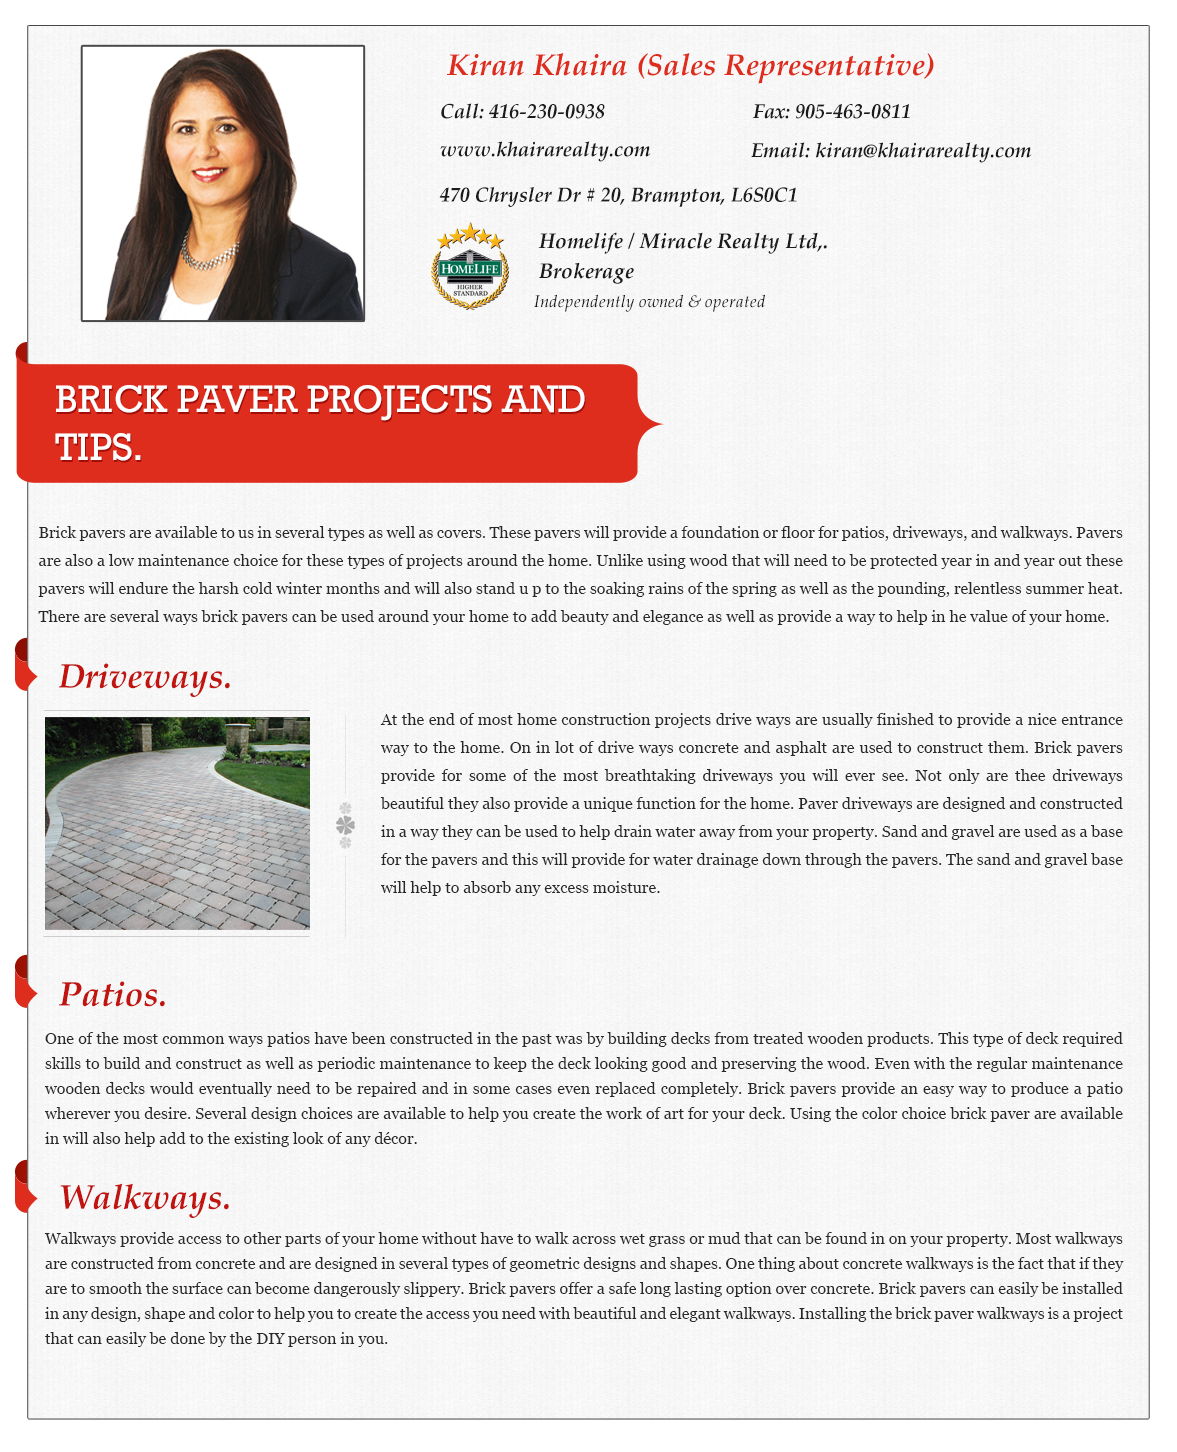 Kiran Khaira (Sales Representative)
Call: 416-230-0938
Fax: 905-463-0811
www.khairarealty.com
Email: kiran@khairarealty.com
470 Chrysler Dr # 20, Brampton, L6S0C1
HOMELIFE
HIGHER
STANDARD
Homelife / Miracle Realty Ltd,.
Brokerage
Independently owned & operated
BRICK PAVER PROJECTS AND
TIPS.
Brick pavers are available to us in several types as well as covers. These pavers will provide a foundation or floor for patios, driveways, and walkways. Pavers
are also a low maintenance choice for these types of projects around the home. Unlike using wood that will need to be protected year in and year out these
pavers will endure the harsh cold winter months and will also stand u p to the soaking rains of the spring as well as the pounding, relentless summer heat.
There are several ways brick pavers can be used around your home to add beauty and elegance as well as provide a way to help in he value of your home.
Driveways.
At the end of most home construction projects drive ways are usually finished to provide a nice entrance
way to the home. On in lot of drive ways concrete and asphalt are used to construct them. Brick pavers
provide for some of the most breathtaking driveways you will ever see. Not only are thee driveways
beautiful they also provide a unique function for the home. Paver driveways are designed and constructed
in a way they can be used to help drain water away from your property. Sand and gravel are used as a base
for the pavers and this will provide for water drainage down through the pavers. The sand and gravel base
will help to absorb any excess moisture.
Patios.
One of the most common ways patios have been constructed in the past was by building decks from treated wooden products. This type of deck required
skills to build and construct as well as periodic maintenance to keep the deck looking good and preserving the wood. Even with the regular maintenance
wooden decks would eventually need to be repaired and in some cases even replaced completely. Brick pavers provide an easy way to produce a patio
wherever you desire. Several design choices are available to help you create the work of art for your deck. Using the color choice brick paver are available
in will also help add to the existing look of any décor.
Walkways.
Walkways provide access to other parts of your home without have to walk across wet grass or mud that can be found in on your property. Most walkways
are constructed from concrete and are designed in several types of geometric designs and shapes. One thing about concrete walkways is the fact that if they
are to smooth the surface can become dangerously slippery. Brick pavers offer a safe long lasting option over concrete. Brick pavers can easily be installed
in any design, shape and color to help you to create the access you need with beautiful and elegant walkways. Installing the brick paver walkways is a project
that can easily be done by the DIY person in you.